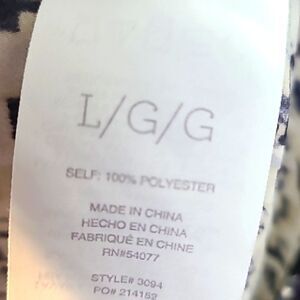 L/G/G
SELF: 100% POLYESTER
MADE IN CHINA
HECHO EN CHINA
FABRIQUÉ EN CHINE
RN#54077
STYLE# 3094
PO# 214152